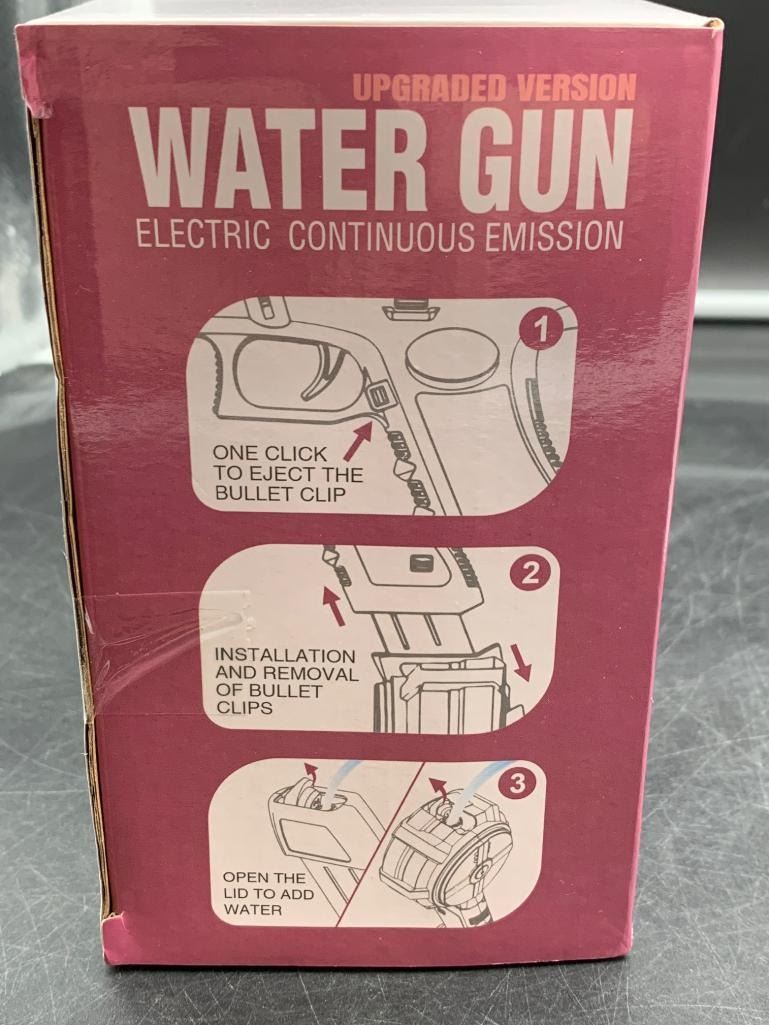 UPGRADED VERSION
WATER GUN
ELECTRIC CONTINUOUS EMISSION
1
ONE CLICK
TO EJECT THE
BULLET CLIP
2
INSTALLATION
AND REMOVAL
OF BULLET
CLIPS
3
OPEN THE
LID TO ADD
WATER